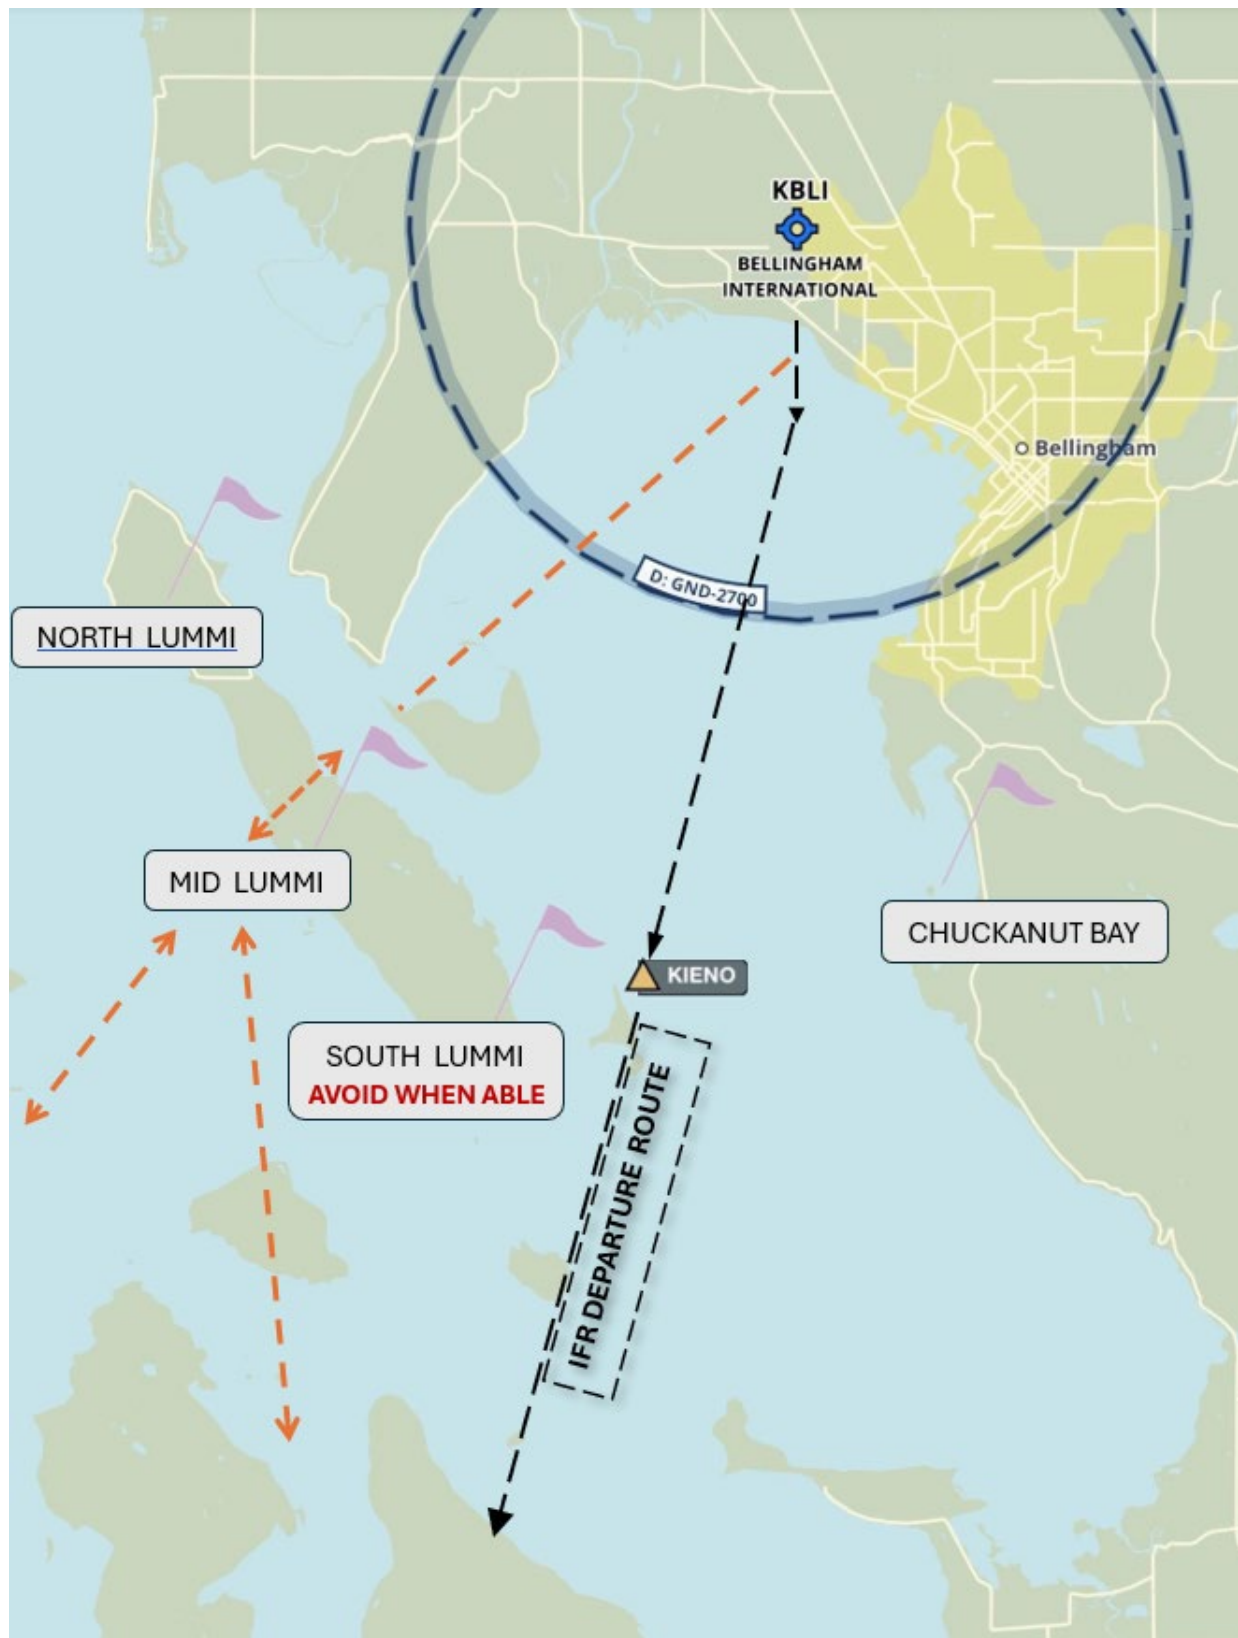 KBLI
BELLINGHAM
INTERNATIONAL
Bellingham
D: GND-2700
NORTH LUMMI
MID LUMMI
CHUCKANUT BAY
KIENO
SOUTH LUMMI
AVOID WHEN ABLE
IFR DEPARTURE ROUTE